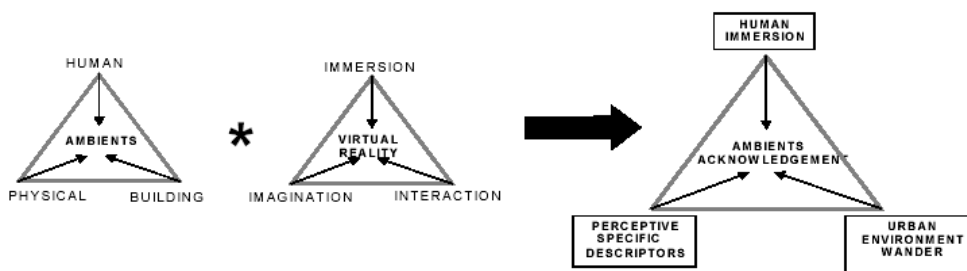 HUMAN
AMBIENTS
PHYSICAL
BUILDING
*
IMMERSION
VIRTUAL
REALITY
IMAGINATION
INTERACTION
HUMAN
IMMERSION
AMBIENTS
ACKNOWLEDGEMENT
PERCEPTIVE
SPECIFIC
DESCRIPTORS
URBAN
ENVIRONMENT
WANDER